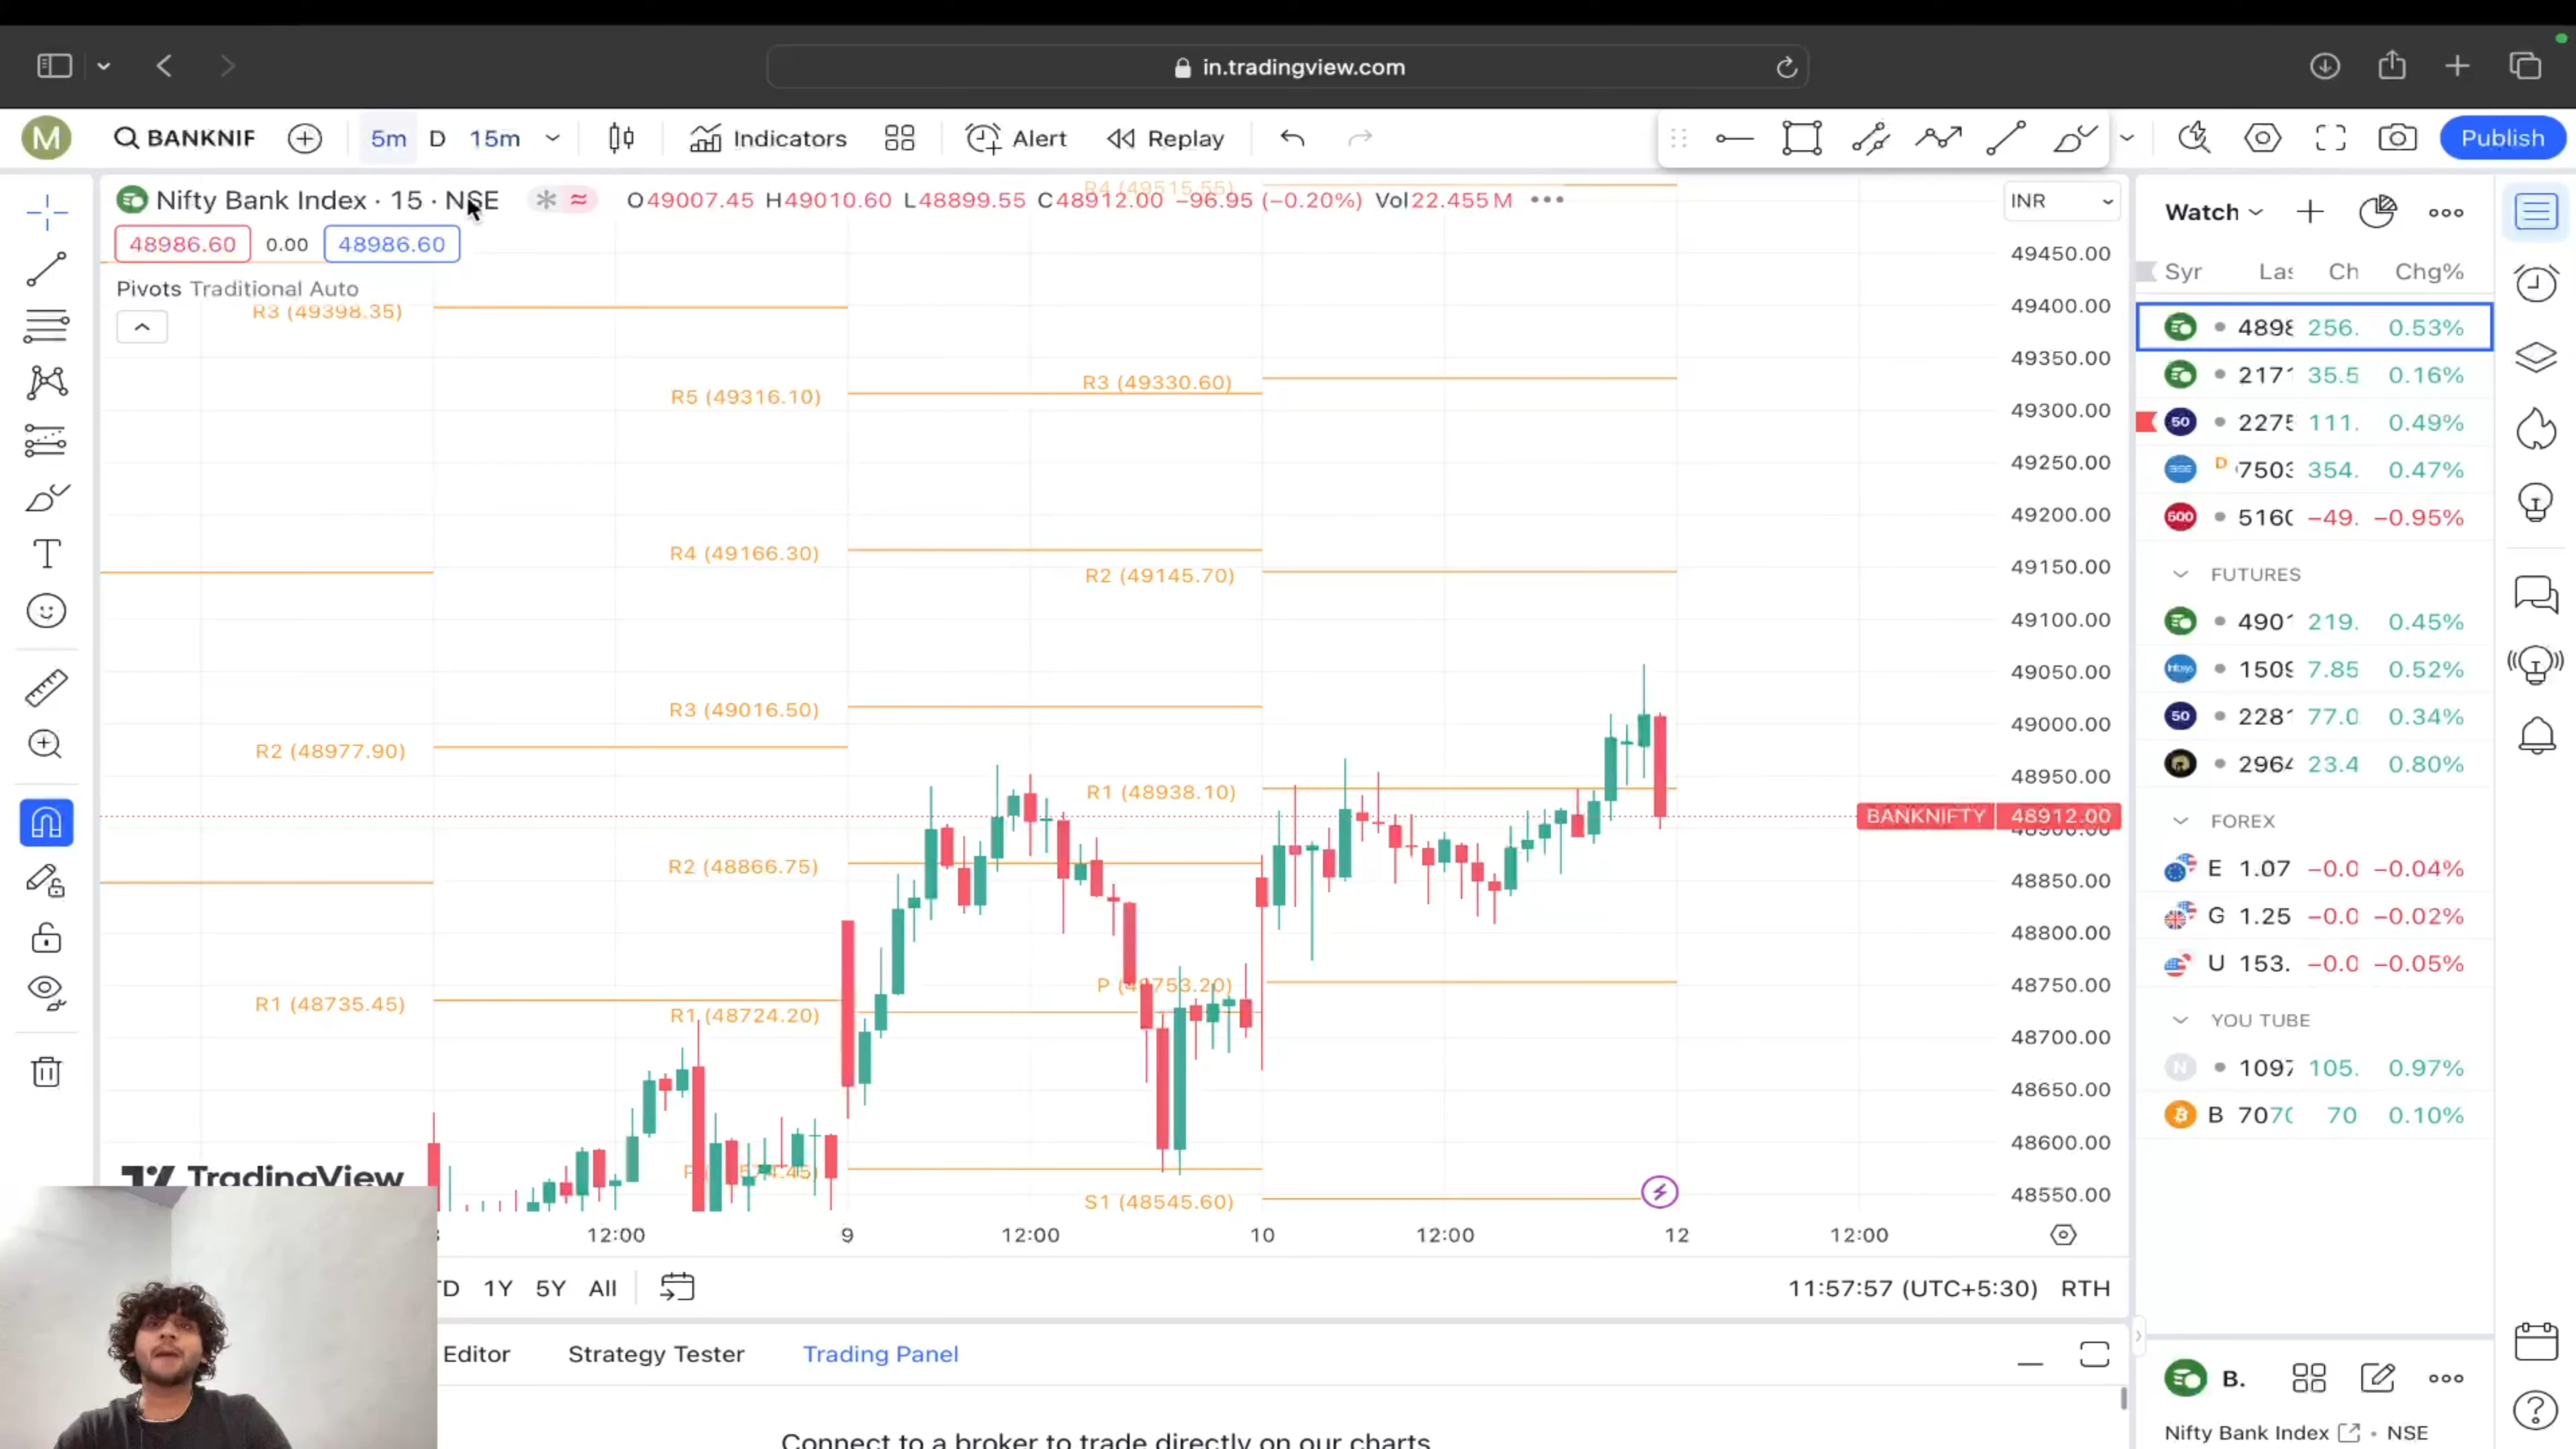 in.tradingview.com
M
BANKNIF
5m D 15m
Indicators
Alert
Replay
Publish
Nifty Bank Index · 15 · NSE
O49007.45 H49010.60 L48899.55 C48912.00 −96.95 (−0.20%) Vol22.455 M
R4 (49515.55)
INR
48986.60 0.00 48986.60
Pivots Traditional Auto
R3 (49398.35)
R5 (49316.10)
R3 (49330.60)
R4 (49166.30)
R2 (49145.70)
R3 (49016.50)
R2 (48977.90)
R1 (48938.10)
R2 (48866.75)
P (48753.20)
R1 (48735.45)
R1 (48724.20)
S1 (48545.60)
TradingView
49450.00
49400.00
49350.00
49300.00
49250.00
49200.00
49150.00
49100.00
49050.00
49000.00
48950.00
BANKNIFTY 48912.00
48900.00
48850.00
48800.00
48750.00
48700.00
48650.00
48600.00
48550.00
12:00 9 12:00 10 12:00 12 12:00
1Y 5Y All
11:57:57 (UTC+5:30) RTH
Editor Strategy Tester Trading Panel
Connect to a broker to trade directly on our charts
Watch
Syr Las Ch Chg%
4898 256. 0.53%
2171 35.5 0.16%
50 2275 111. 0.49%
D 7503 354. 0.47%
500 5160 −49. −0.95%
FUTURES
4901 219. 0.45%
1509 7.85 0.52%
50 2281 77.0 0.34%
2964 23.4 0.80%
FOREX
E 1.07 −0.0 −0.04%
G 1.25 −0.0 −0.02%
U 153. −0.0 −0.05%
YOU TUBE
N 1097 105. 0.97%
B 7070 70 0.10%
B.
Nifty Bank Index • NSE